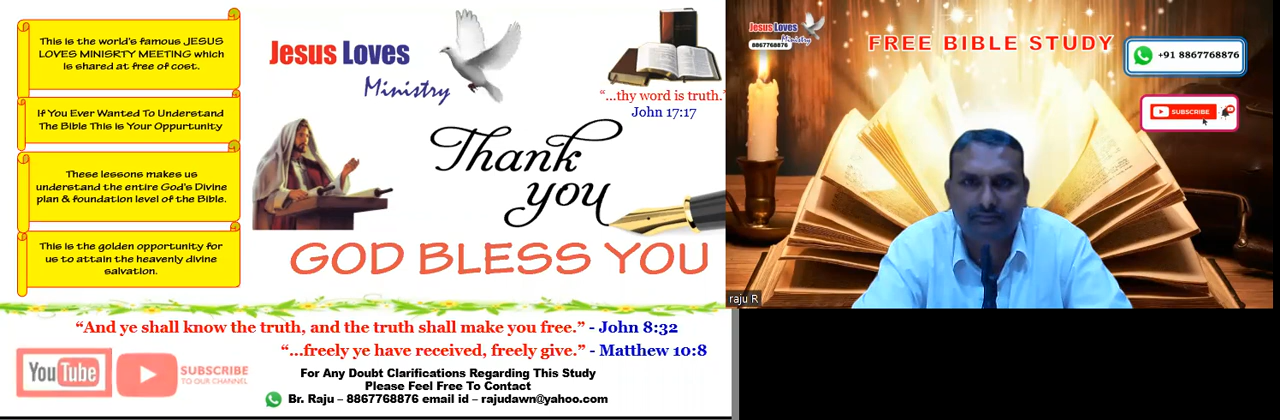 This is the world's famous JESUS
LOVES MINISRTY MEETING which
is shared at free of cost.
If You Ever Wanted To Understand
The Bible This is Your Oppurtunity
These lessons makes us
understand the entire God's Divine
plan & foundation level of the Bible.
This is the golden opportunity for
us to attain the heavenly divine
salvation.
Jesus Loves
Ministry
"...thy word is truth."
John 17:17
Thank
you
GOD BLESS YOU
"And ye shall know the truth, and the truth shall make you free." - John 8:32
"...freely ye have received, freely give." - Matthew 10:8
YouTube
SUBSCRIBE
TO OUR CHANNEL
For Any Doubt Clarifications Regarding This Study
Please Feel Free To Contact
Br. Raju – 8867768876 email id – rajudawn@yahoo.com
Jesus Loves
Ministry
8867768876
FREE BIBLE STUDY
+91 8867768876
SUBSCRIBE
raju R